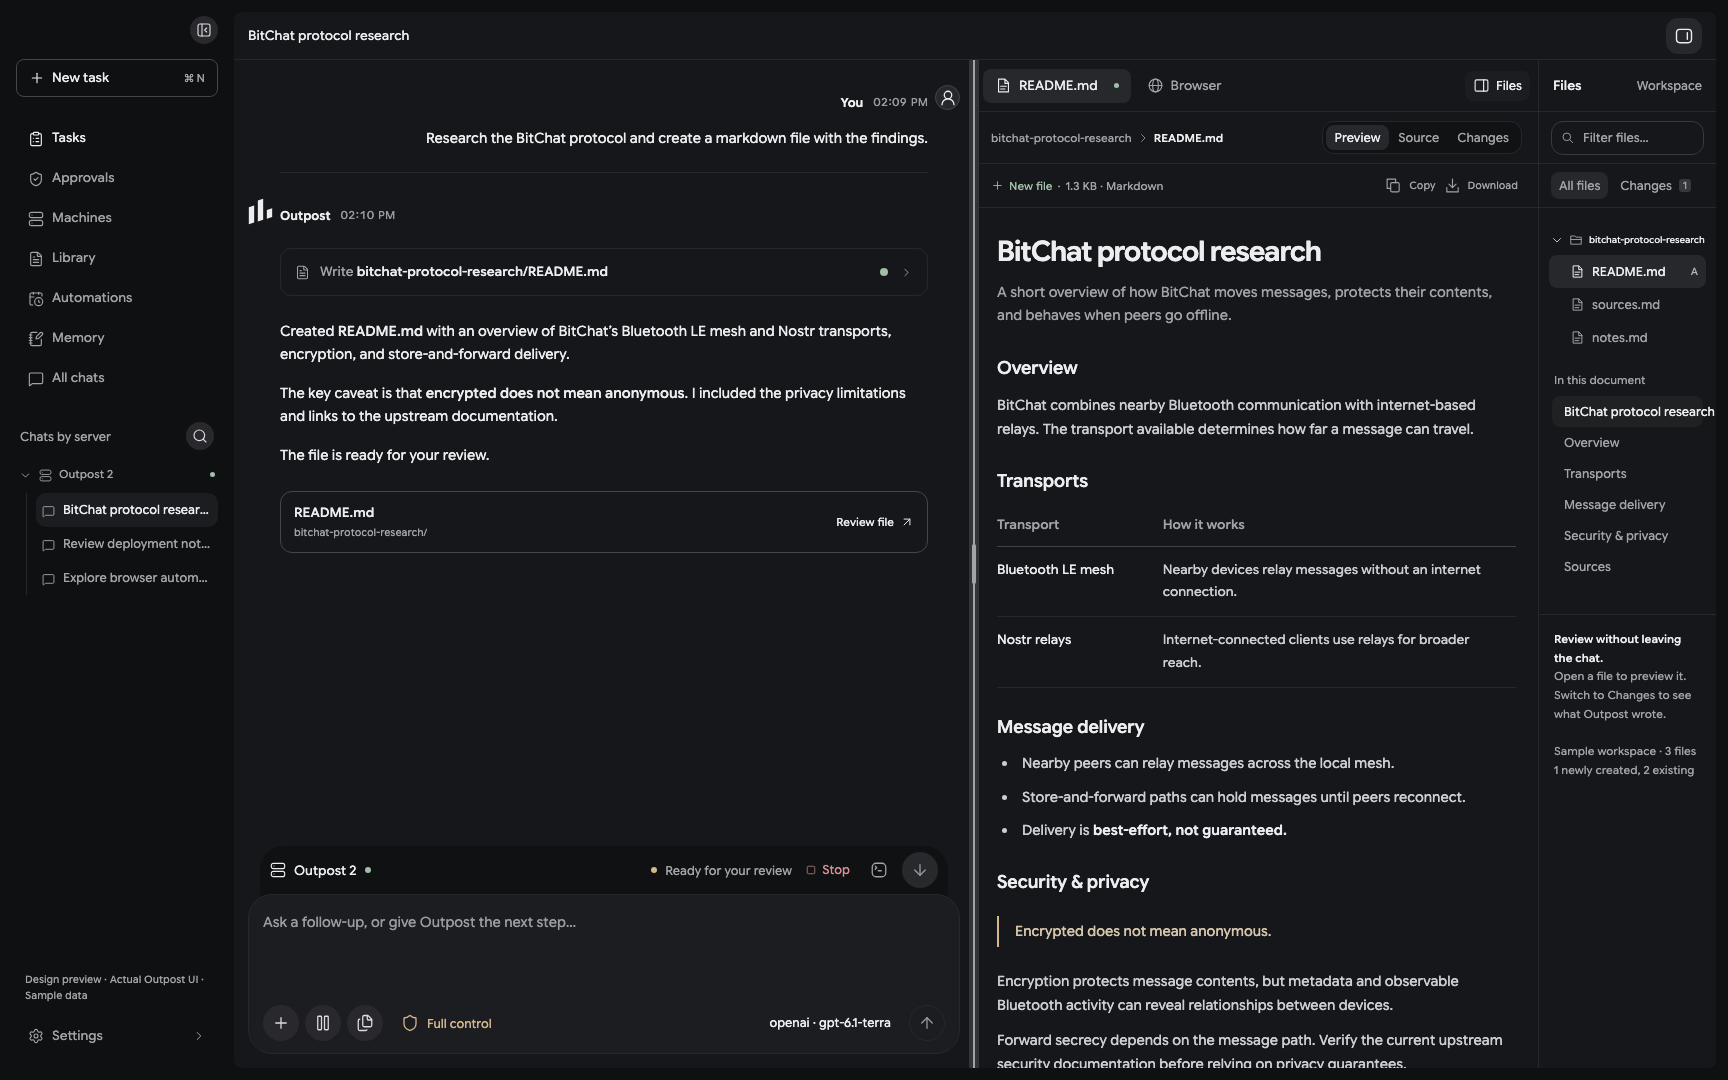 BitChat protocol research
New task
⌘ N
Tasks
Approvals
Machines
Library
Automations
Memory
All chats
Chats by server
Outpost 2
BitChat protocol resear...
Review deployment not...
Explore browser autom...
Design preview · Actual Outpost UI ·
Sample data
Settings
You 02:09 PM
Research the BitChat protocol and create a markdown file with the findings.
Outpost 02:10 PM
Write bitchat-protocol-research/README.md
Created README.md with an overview of BitChat’s Bluetooth LE mesh and Nostr transports,
encryption, and store-and-forward delivery.
The key caveat is that encrypted does not mean anonymous. I included the privacy limitations
and links to the upstream documentation.
The file is ready for your review.
README.md
bitchat-protocol-research/
Review file
Outpost 2
Ready for your review
Stop
Ask a follow-up, or give Outpost the next step...
Full control
openai · gpt-6.1-terra
README.md
Browser
Files
bitchat-protocol-research > README.md
Preview
Source
Changes
+ New file · 1.3 KB · Markdown
Copy
Download
BitChat protocol research
A short overview of how BitChat moves messages, protects their contents,
and behaves when peers go offline.
Overview
BitChat combines nearby Bluetooth communication with internet-based
relays. The transport available determines how far a message can travel.
Transports
Transport How it works
Bluetooth LE mesh Nearby devices relay messages without an internet
connection.
Nostr relays Internet-connected clients use relays for broader
reach.
Message delivery
• Nearby peers can relay messages across the local mesh.
• Store-and-forward paths can hold messages until peers reconnect.
• Delivery is best-effort, not guaranteed.
Security & privacy
Encrypted does not mean anonymous.
Encryption protects message contents, but metadata and observable
Bluetooth activity can reveal relationships between devices.
Forward secrecy depends on the message path. Verify the current upstream
security documentation before relying on privacy guarantees.
Files
Workspace
Filter files...
All files
Changes 1
bitchat-protocol-research
README.md A
sources.md
notes.md
In this document
BitChat protocol research
Overview
Transports
Message delivery
Security & privacy
Sources
Review without leaving
the chat.
Open a file to preview it.
Switch to Changes to see
what Outpost wrote.
Sample workspace · 3 files
1 newly created, 2 existing